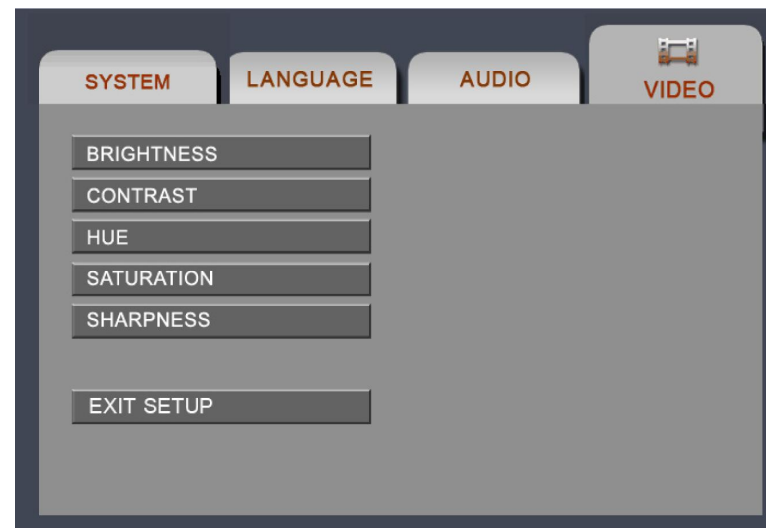 SYSTEM LANGUAGE AUDIO VIDEO
BRIGHTNESS
CONTRAST
HUE
SATURATION
SHARPNESS
EXIT SETUP